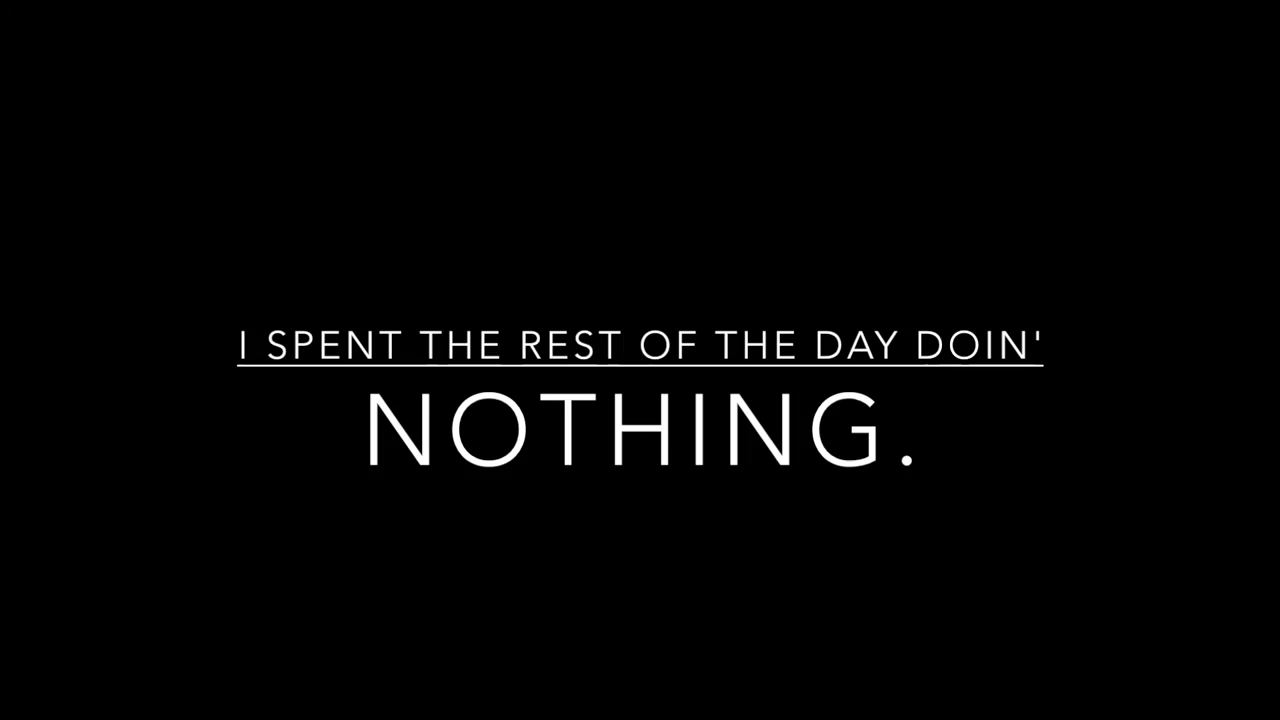 I SPENT THE REST OF THE DAY DOIN'
NOTHING.